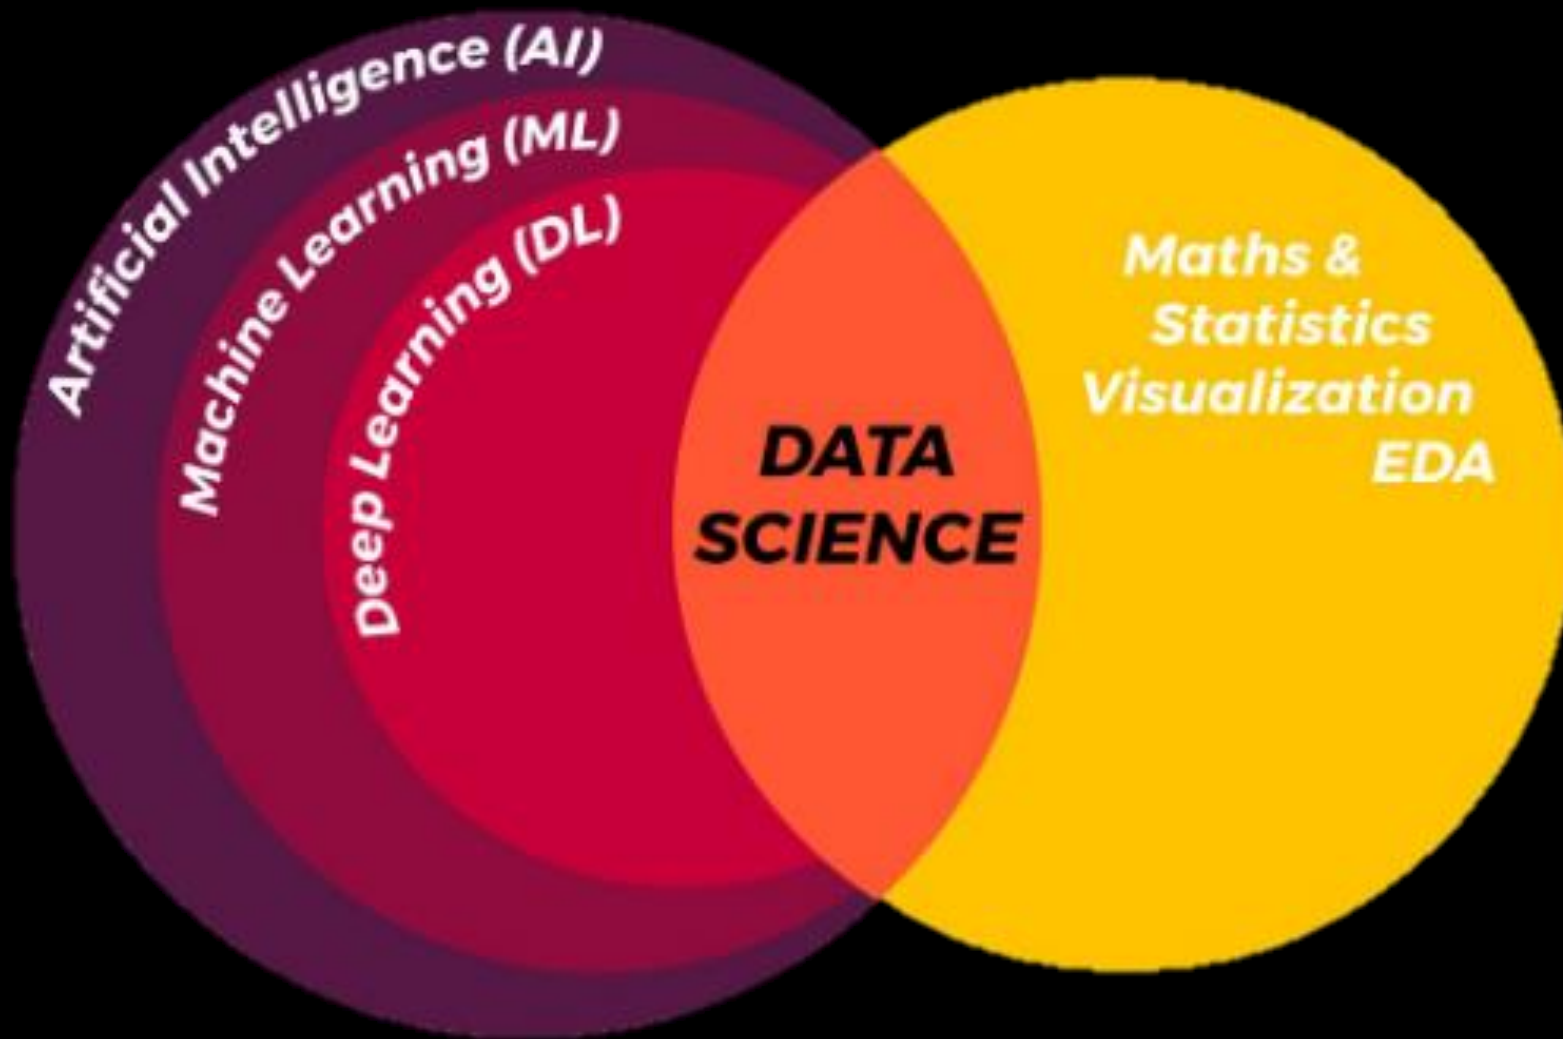 Artificial Intelligence (AI)
Machine Learning (ML)
Deep Learning (DL)
DATA
SCIENCE
Maths &
Statistics
Visualization
EDA